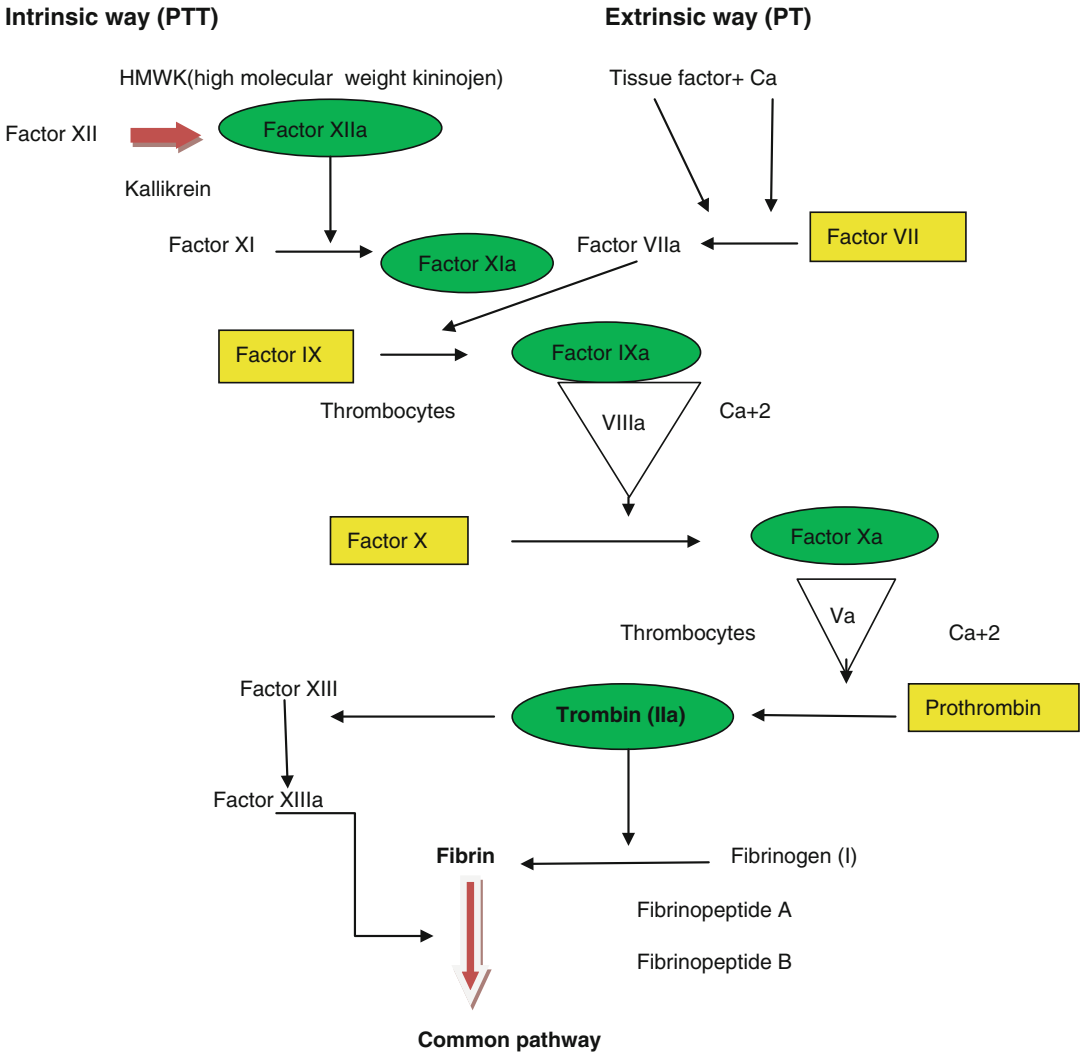 Intrinsic way (PTT)
Extrinsic way (PT)
HMWK(high molecular weight kininojen)
Tissue factor+ Ca
Factor XII
Factor XIIa
Kallikrein
Factor XI
Factor XIa
Factor VIIa
Factor VII
Factor IX
Factor IXa
Thrombocytes
VIIIa
Ca+2
Factor X
Factor Xa
Thrombocytes
Va
Ca+2
Factor XIII
Trombin (IIa)
Prothrombin
Factor XIIIa
Fibrin
Fibrinogen (I)
Fibrinopeptide A
Fibrinopeptide B
Common pathway